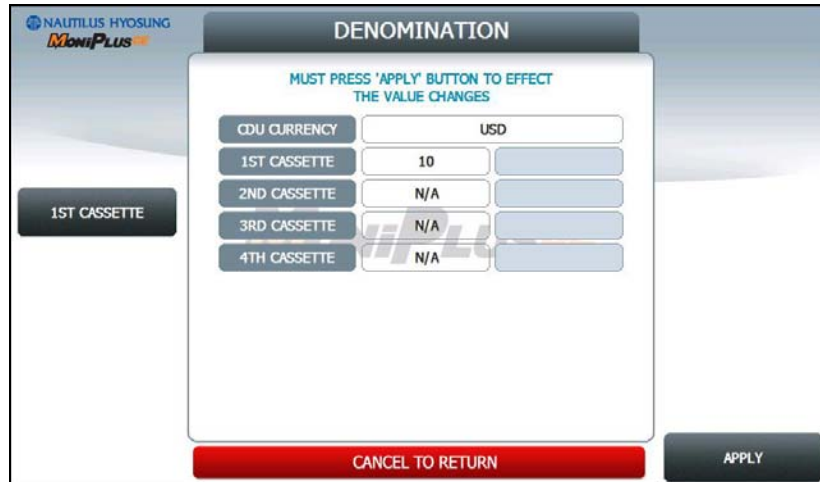 NAUTILUS HYOSUNG
MoniPlus
DENOMINATION
MUST PRESS 'APPLY' BUTTON TO EFFECT
THE VALUE CHANGES
CDU CURRENCY USD
1ST CASSETTE 10
2ND CASSETTE N/A
3RD CASSETTE N/A
4TH CASSETTE N/A
1ST CASSETTE
MoniPlus
CANCEL TO RETURN
APPLY